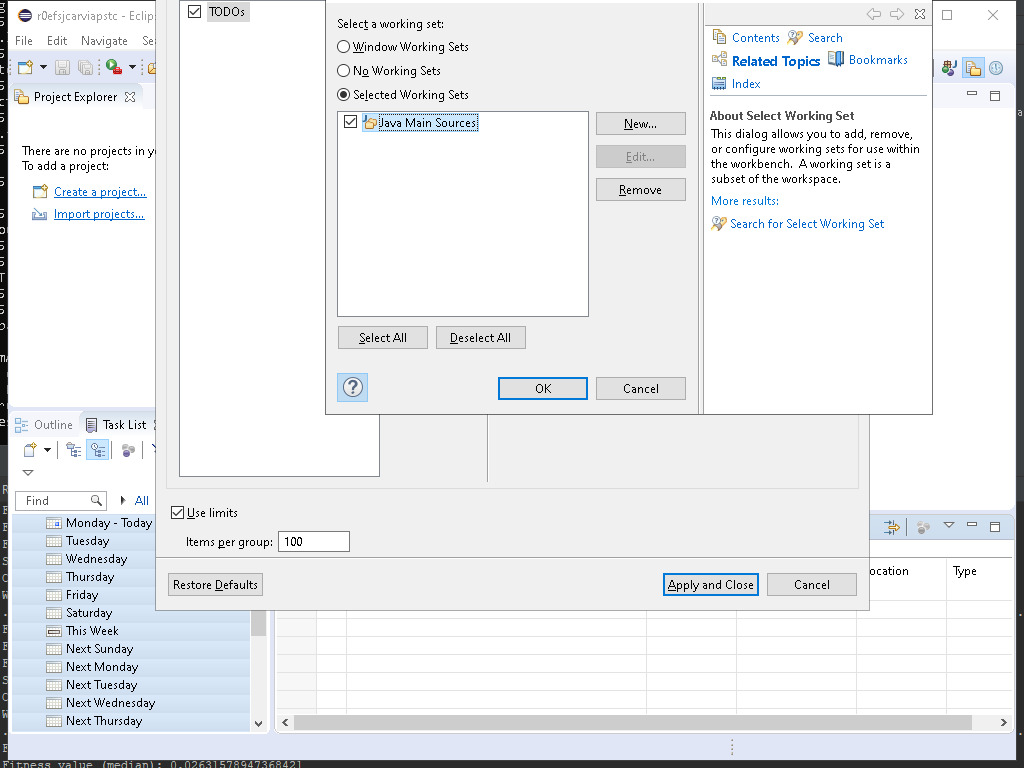 r0efsjcarviapstc - Eclip
File Edit Navigate Se
Project Explorer
There are no projects in y
To add a project:
Create a project...
Import projects...
TODOs
Select a working set:
Window Working Sets
No Working Sets
Selected Working Sets
Java Main Sources
New...
Edit...
Remove
Select All
Deselect All
OK
Cancel
Contents
Search
Related Topics
Bookmarks
Index
About Select Working Set
This dialog allows you to add, remove,
or configure working sets for use within
the workbench. A working set is a
subset of the workspace.
More results:
Search for Select Working Set
Outline
Task List
Find
All
Monday - Today
Tuesday
Wednesday
Thursday
Friday
Saturday
This Week
Next Sunday
Next Monday
Next Tuesday
Next Wednesday
Next Thursday
Use limits
Items per group: 100
Restore Defaults
Apply and Close
Cancel
ocation
Type
Fitness value (median): 0.02631578947368421